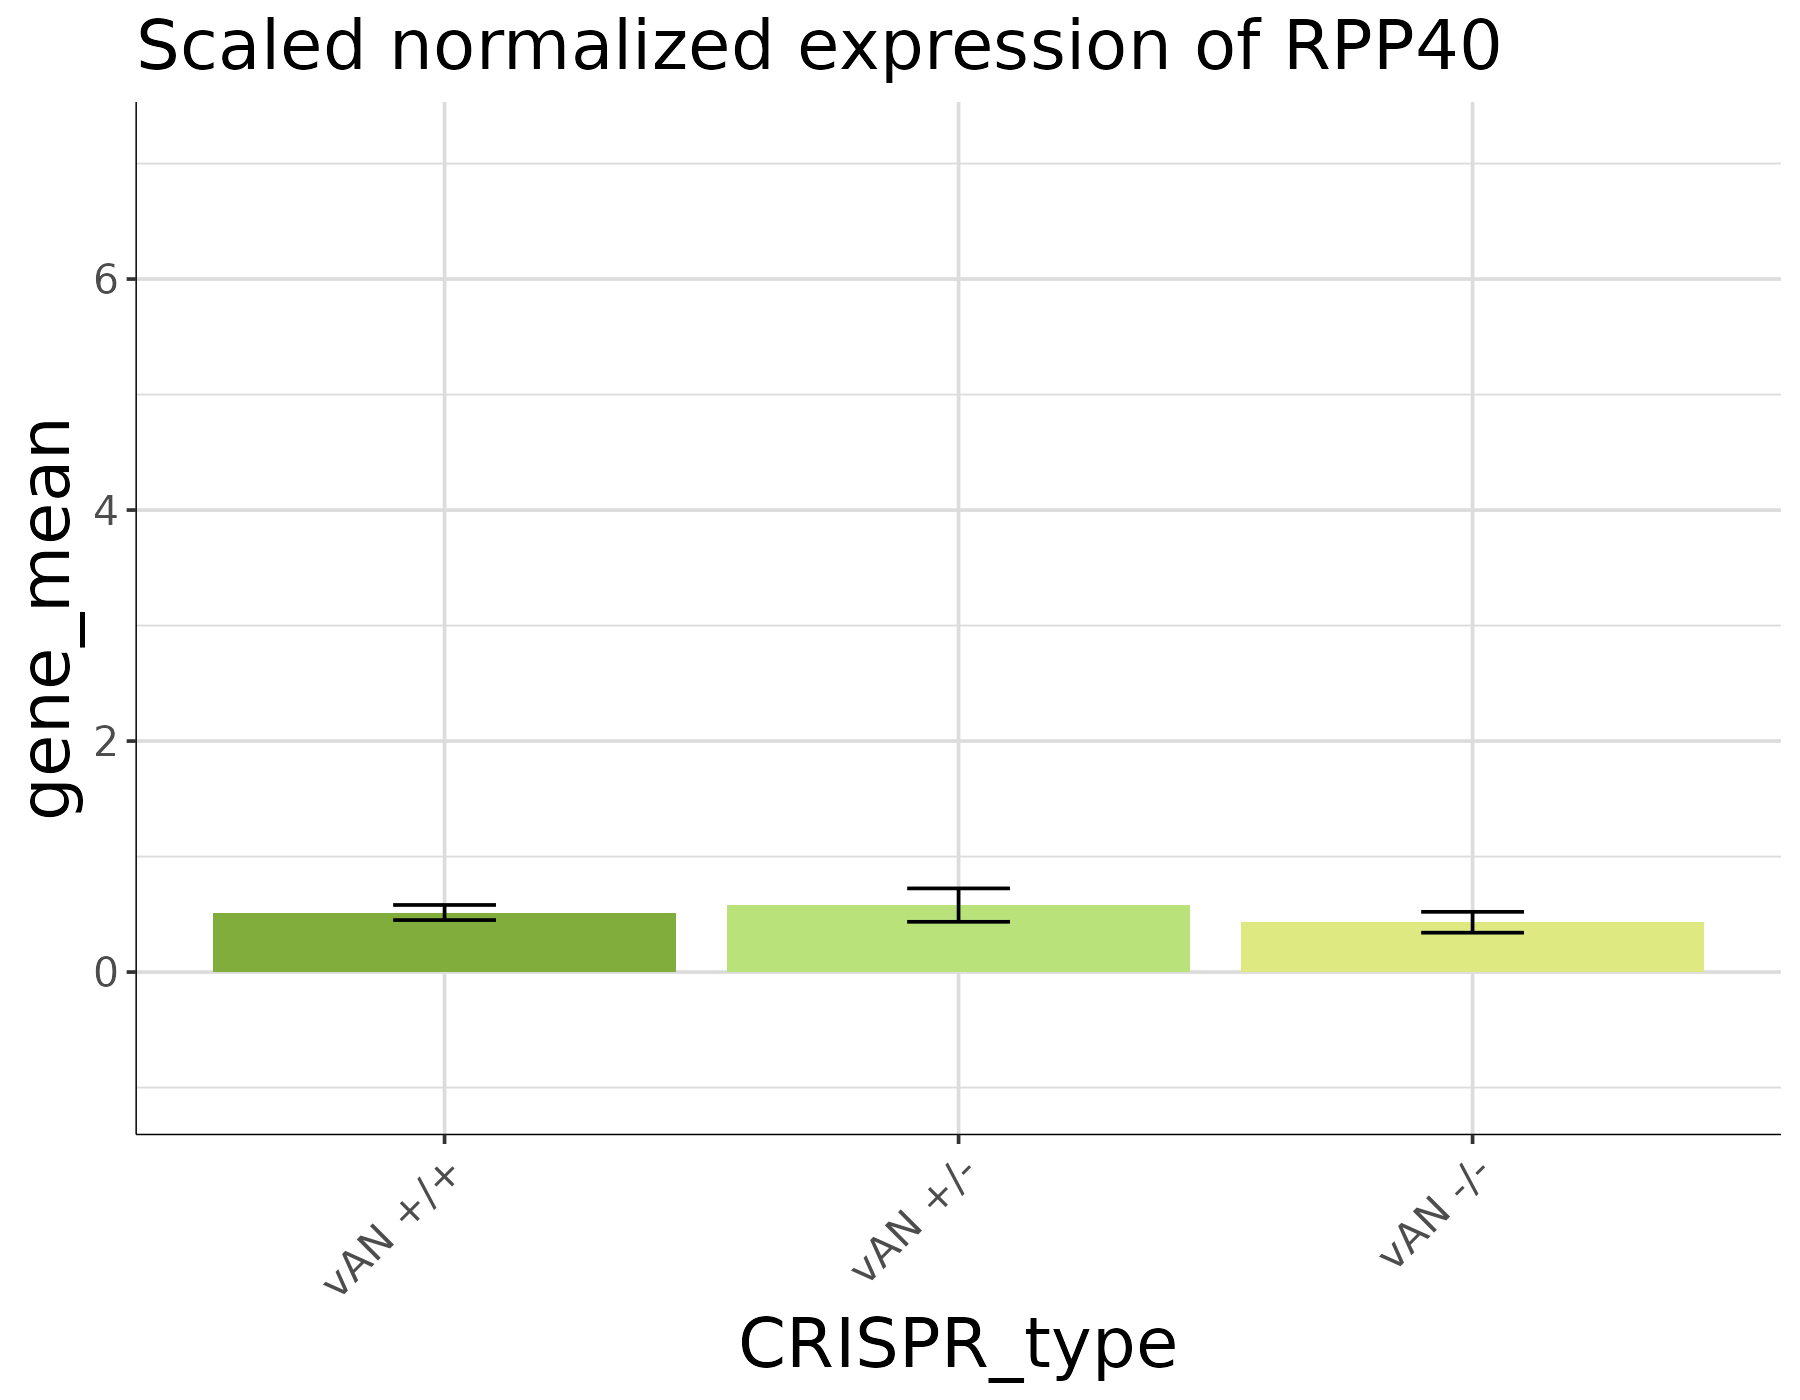 Scaled normalized expression of RPP40
gene_mean
6
4
2
0
vAN +/+
vAN +/-
vAN -/-
CRISPR_type